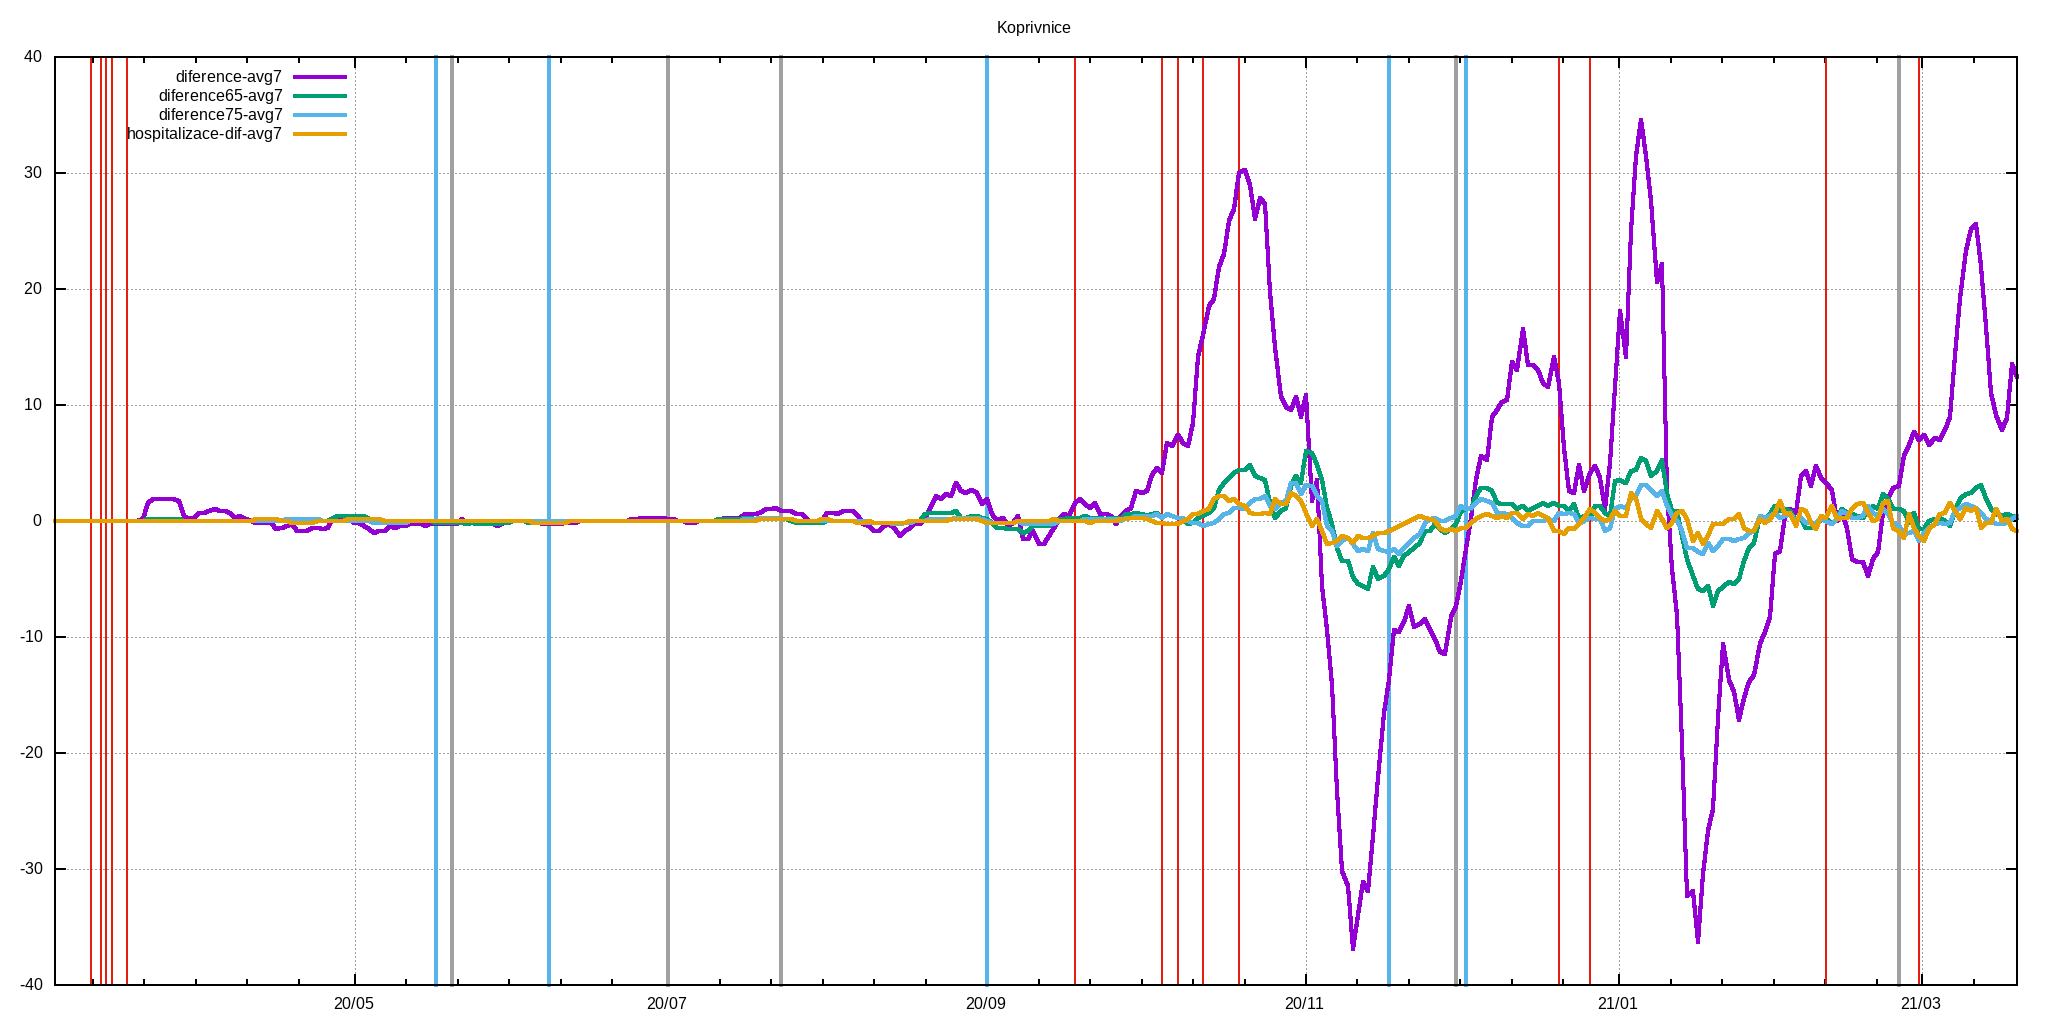 Koprivnice
40
diference-avg7
diference65-avg7
diference75-avg7
hospitalizace-dif-avg7
30
20
10
0
-10
-20
-30
-40
20/05 20/07 20/09 20/11 21/01 21/03